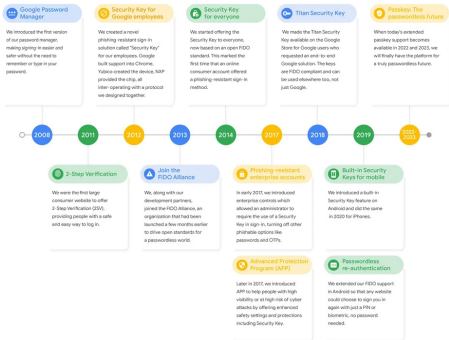 Google Password
Manager
We introduced the first version
of our password manager,
making signing in easier and
safer without the need to
remember or type in your
password.
Security Key for
Google employees
We created a novel
phishing-resistant sign in
solution called "Security Key"
for our employees. Google
built support into Chrome,
Yubico created the device, NXP
provided the chip, all
inter-operating with a protocol
we designed together.
Security Key
for everyone
We started offering the
Security Key to everyone,
now based on an open FIDO
standard. This marked the
first time that an online
consumer account offered
a phishing-resistant sign-in
method.
Titan Security Key
We made the Titan Security
Key available on the Google
Store for Google users who
requested an end-to-end
Google solution. The keys
are FIDO compliant and can
be used elsewhere too, not
just Google.
Passkey: The
passwordless future
When today's extended
passkey support becomes
available in 2022 and 2023, we
will finally have the platform for
a truly passwordless future.
2008
2011
2012
2013
2014
2017
2018
2019
2022-
2023
2-Step Verification
We were the first large
consumer website to offer
2-Step Verification (2SV),
providing people with a safe
and easy way to log in.
Join the
FIDO Alliance
We, along with our
development partners,
joined the FIDO Alliance, an
organization that had been
launched a few months earlier
to drive open standards for
a passwordless world.
Phishing-resistant
enterprise accounts
In early 2017, we introduced
enterprise controls which
allowed an administrator to
require the use of a Security
Key in sign in, turning off other
phishable options like
passwords and OTPs.
Built-in Security
Keys for mobile
We introduced a built-in
Security Key feature on
Android and did the same
in 2020 for iPhones.
Advanced Protection
Program (APP)
Later in 2017, we introduced
APP to help people with high
visibility or at high risk of cyber
attacks by offering enhanced
safety settings and protections
including Security Key.
Passwordless
re-authentication
We extended our FIDO support
in Android so that any website
could choose to sign you in
again with just a PIN or
biometric, no password
needed.